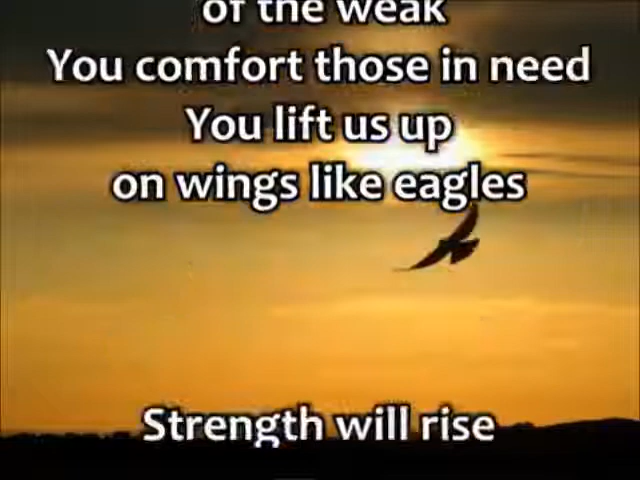 of the weak
You comfort those in need
You lift us up
on wings like eagles
Strength will rise